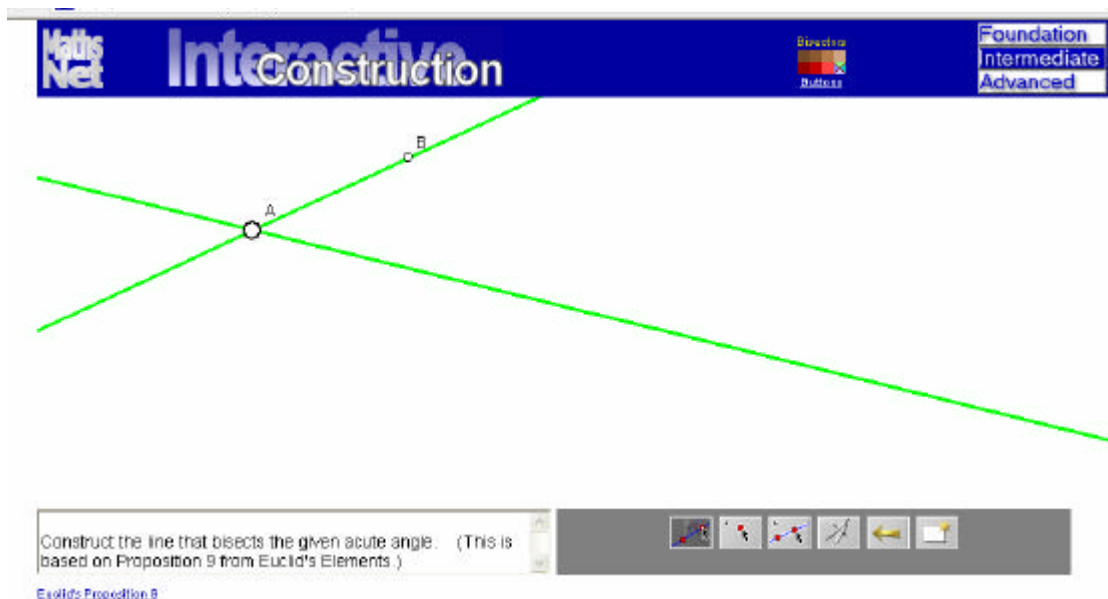 Maths
Net
Interactive
Construction
Bisectors
Buttons
Foundation
Intermediate
Advanced
B
A
Construct the line that bisects the given acute angle. (This is
based on Proposition 9 from Euclid's Elements.)
Euclid's Proposition 9